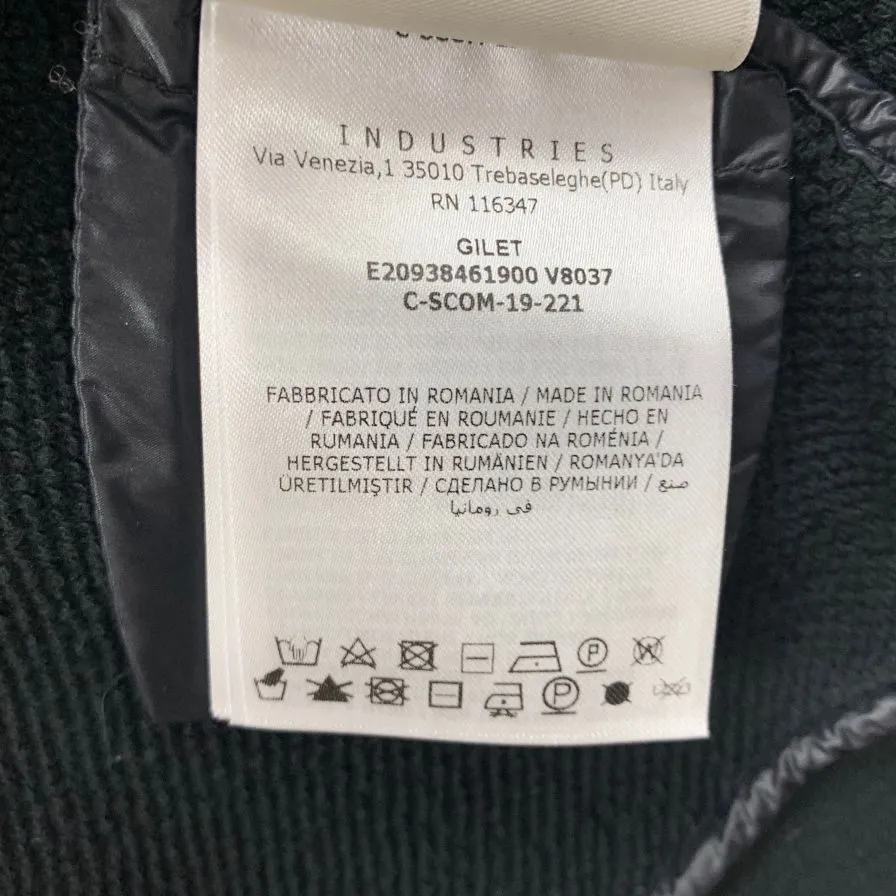 INDUSTRIES
Via Venezia,1 35010 Trebaseleghe(PD) Italy
RN 116347
GILET
E20938461900 V8037
C-SCOM-19-221
FABBRICATO IN ROMANIA / MADE IN ROMANIA
/ FABRIQUÉ EN ROUMANIE / HECHO EN
RUMANIA / FABRICADO NA ROMÉNIA /
HERGESTELLT IN RUMÄNIEN / ROMANYA'DA
ÜRETILMIŞTIR / СДЕЛАНО В РУМЫНИИ / صنع
في رومانيا
P
W
P